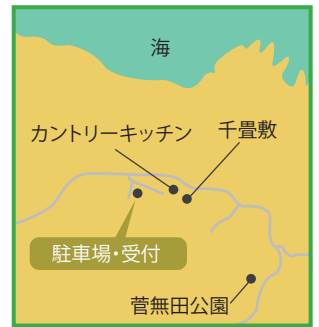 海
カントリーキッチン
千畳敷
駐車場・受付
菅無田公園